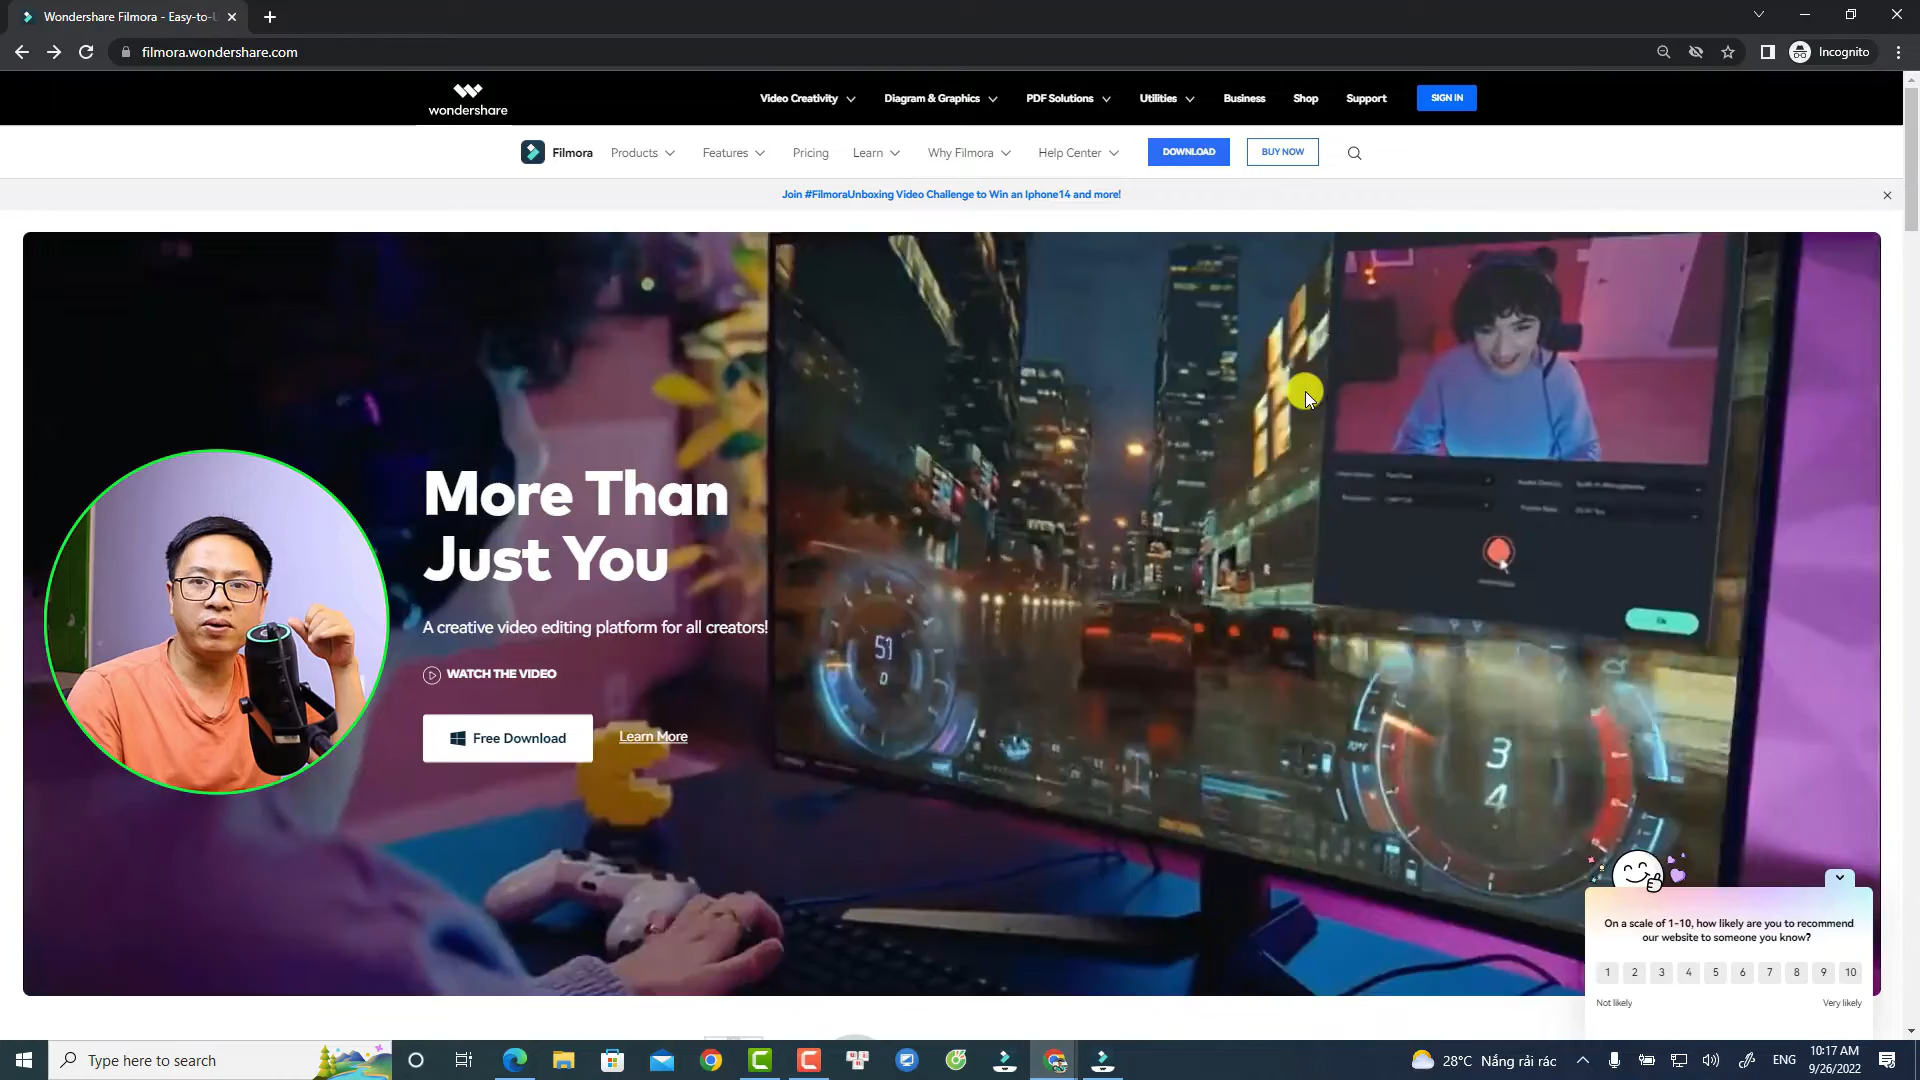 Wondershare Filmora - Easy-to-U
filmora.wondershare.com
Incognito
wondershare
Video Creativity
Diagram & Graphics
PDF Solutions
Utilities
Business
Shop
Support
SIGN IN
Filmora
Products
Features
Pricing
Learn
Why Filmora
Help Center
DOWNLOAD
BUY NOW
Join #FilmoraUnboxing Video Challenge to Win an Iphone14 and more!
More Than
Just You
A creative video editing platform for all creators!
WATCH THE VIDEO
Free Download
Learn More
51
D
3
4
On a scale of 1-10, how likely are you to recommend
our website to someone you know?
1 2 3 4 5 6 7 8 9 10
Not likely
Very likely
Type here to search
28°C Nắng rải rác
ENG
10:17 AM
9/26/2022